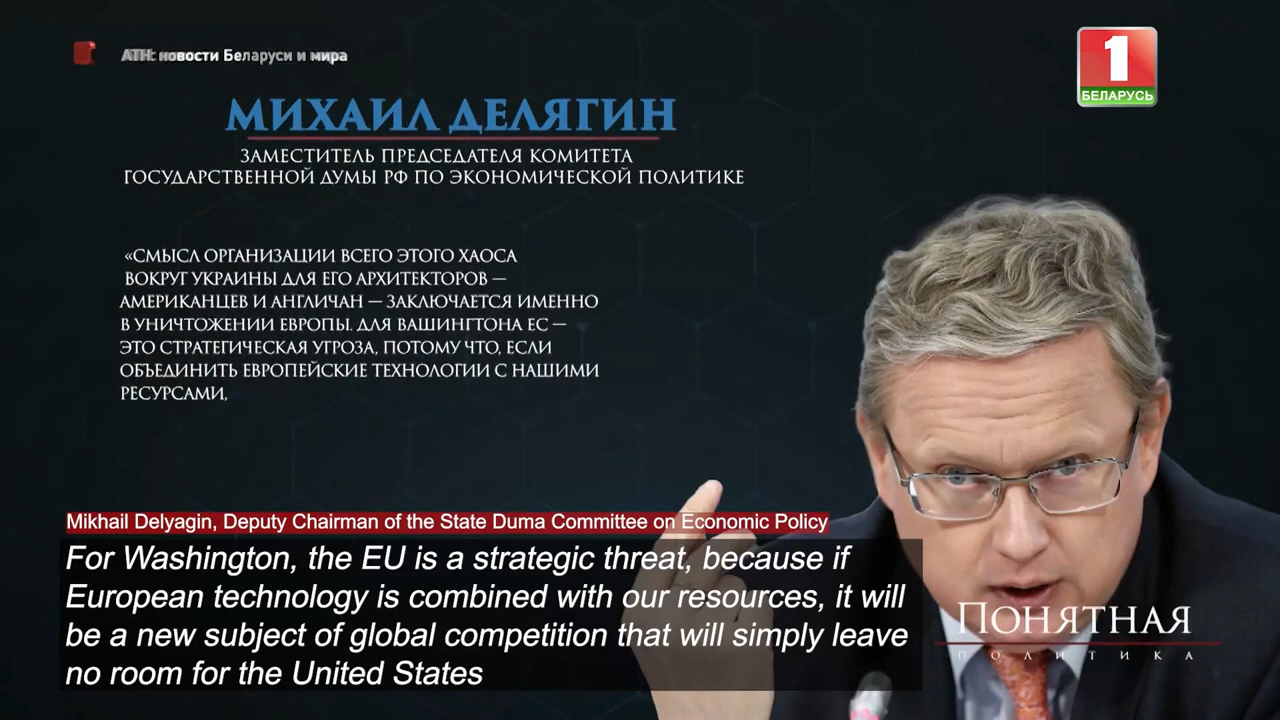 АТН: новости Беларуси и мира
1
БЕЛАРУСЬ
МИХАИЛ ДЕЛЯГИН
ЗАМЕСТИТЕЛЬ ПРЕДСЕДАТЕЛЯ КОМИТЕТА
ГОСУДАРСТВЕННОЙ ДУМЫ РФ ПО ЭКОНОМИЧЕСКОЙ ПОЛИТИКЕ
«СМЫСЛ ОРГАНИЗАЦИИ ВСЕГО ЭТОГО ХАОСА
ВОКРУГ УКРАИНЫ ДЛЯ ЕГО АРХИТЕКТОРОВ —
АМЕРИКАНЦЕВ И АНГЛИЧАН — ЗАКЛЮЧАЕТСЯ ИМЕННО
В УНИЧТОЖЕНИИ ЕВРОПЫ. ДЛЯ ВАШИНГТОНА ЕС —
ЭТО СТРАТЕГИЧЕСКАЯ УГРОЗА, ПОТОМУ ЧТО, ЕСЛИ
ОБЪЕДИНИТЬ ЕВРОПЕЙСКИЕ ТЕХНОЛОГИИ С НАШИМИ
РЕСУРСАМИ,
Mikhail Delyagin, Deputy Chairman of the State Duma Committee on Economic Policy
For Washington, the EU is a strategic threat, because if
European technology is combined with our resources, it will
be a new subject of global competition that will simply leave
no room for the United States
ПОНЯТНАЯ
ПОЛИТИКА